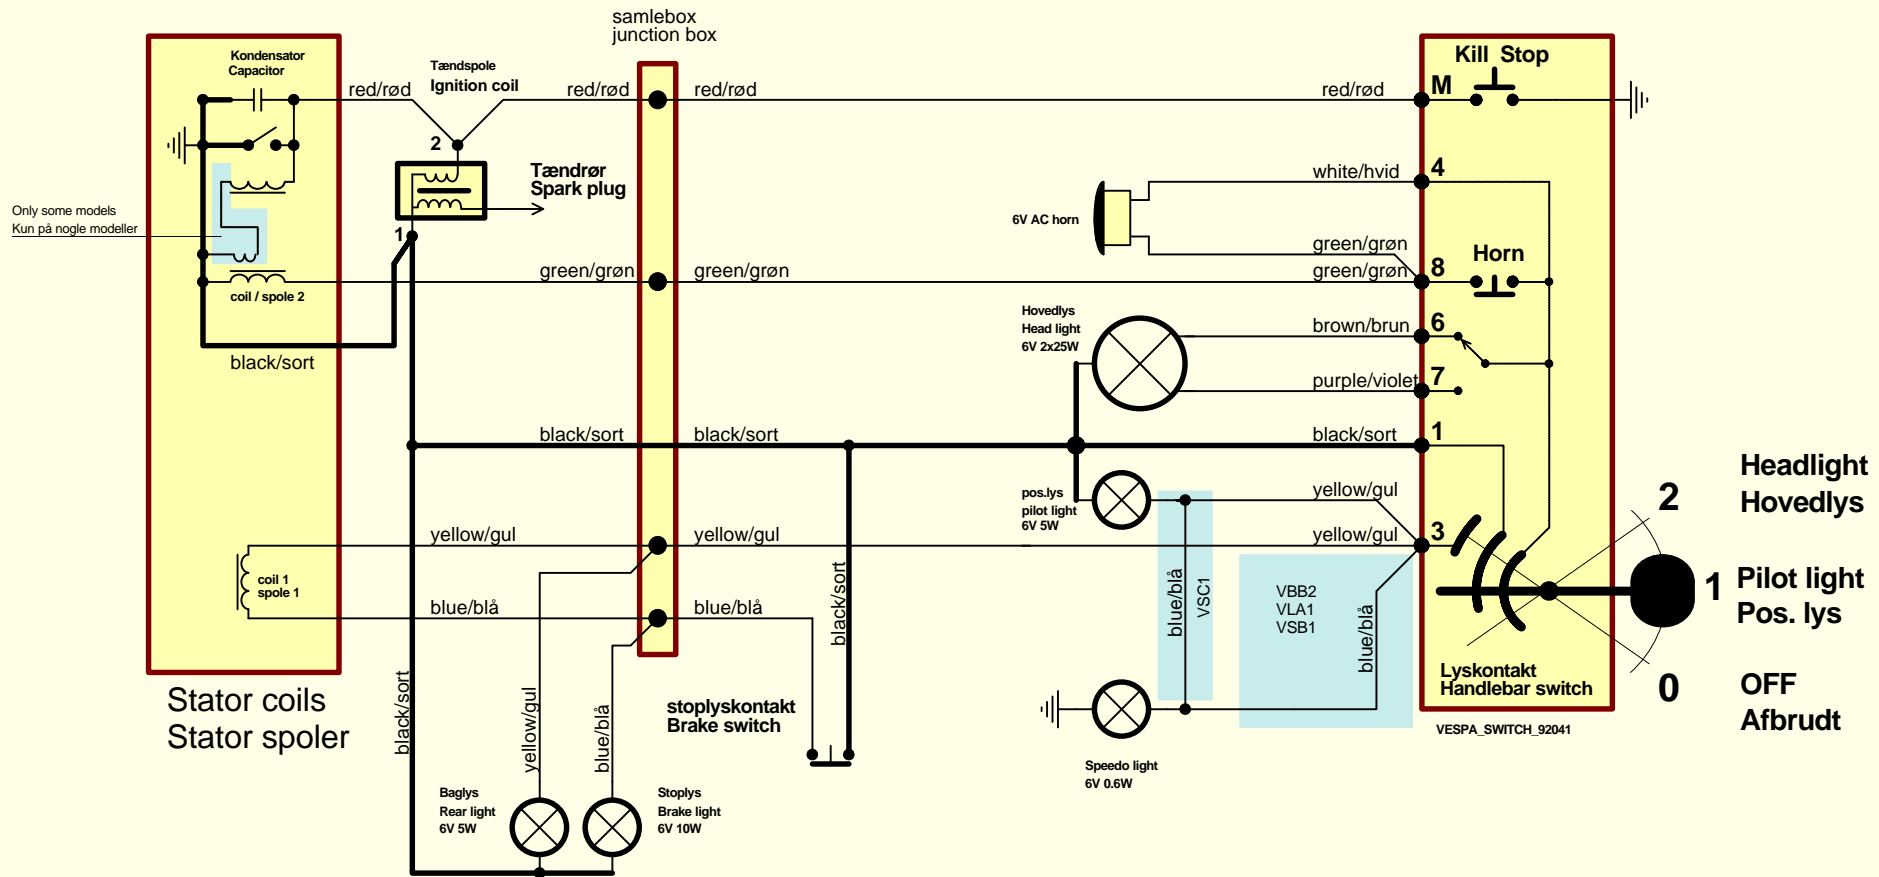 samlebox
junction box
Kondensator
Capacitor
Tændspole
Ignition coil
Kill Stop
red/rød
red/rød
red/rød
red/rød
M
2
Tændrør
Spark plug
white/hvid
4
Only some models
Kun på nogle modeller
6V AC horn
1
green/grøn
Horn
green/grøn
green/grøn
green/grøn
8
coil / spole 2
Hovedlys
Head light
6V 2x25W
brown/brun
6
black/sort
purple/violet
7
black/sort
black/sort
black/sort
1
Headlight
Hovedlys
2
pos.lys
pilot light
6V 5W
yellow/gul
yellow/gul
yellow/gul
yellow/gul
3
coil 1
spole 1
blue/blå
blue/blå
black/sort
blue/blå
VSC1
VBB2
VLA1
VSB1
blue/blå
1
Pilot light
Pos. lys
Lyskontakt
Handlebar switch
0
OFF
Afbrudt
Stator coils
Stator spoler
black/sort
yellow/gul
blue/blå
stoplyskontakt
Brake switch
VESPA_SWITCH_92041
Speedo light
6V 0.6W
Baglys
Rear light
6V 5W
Stoplys
Brake light
6V 10W